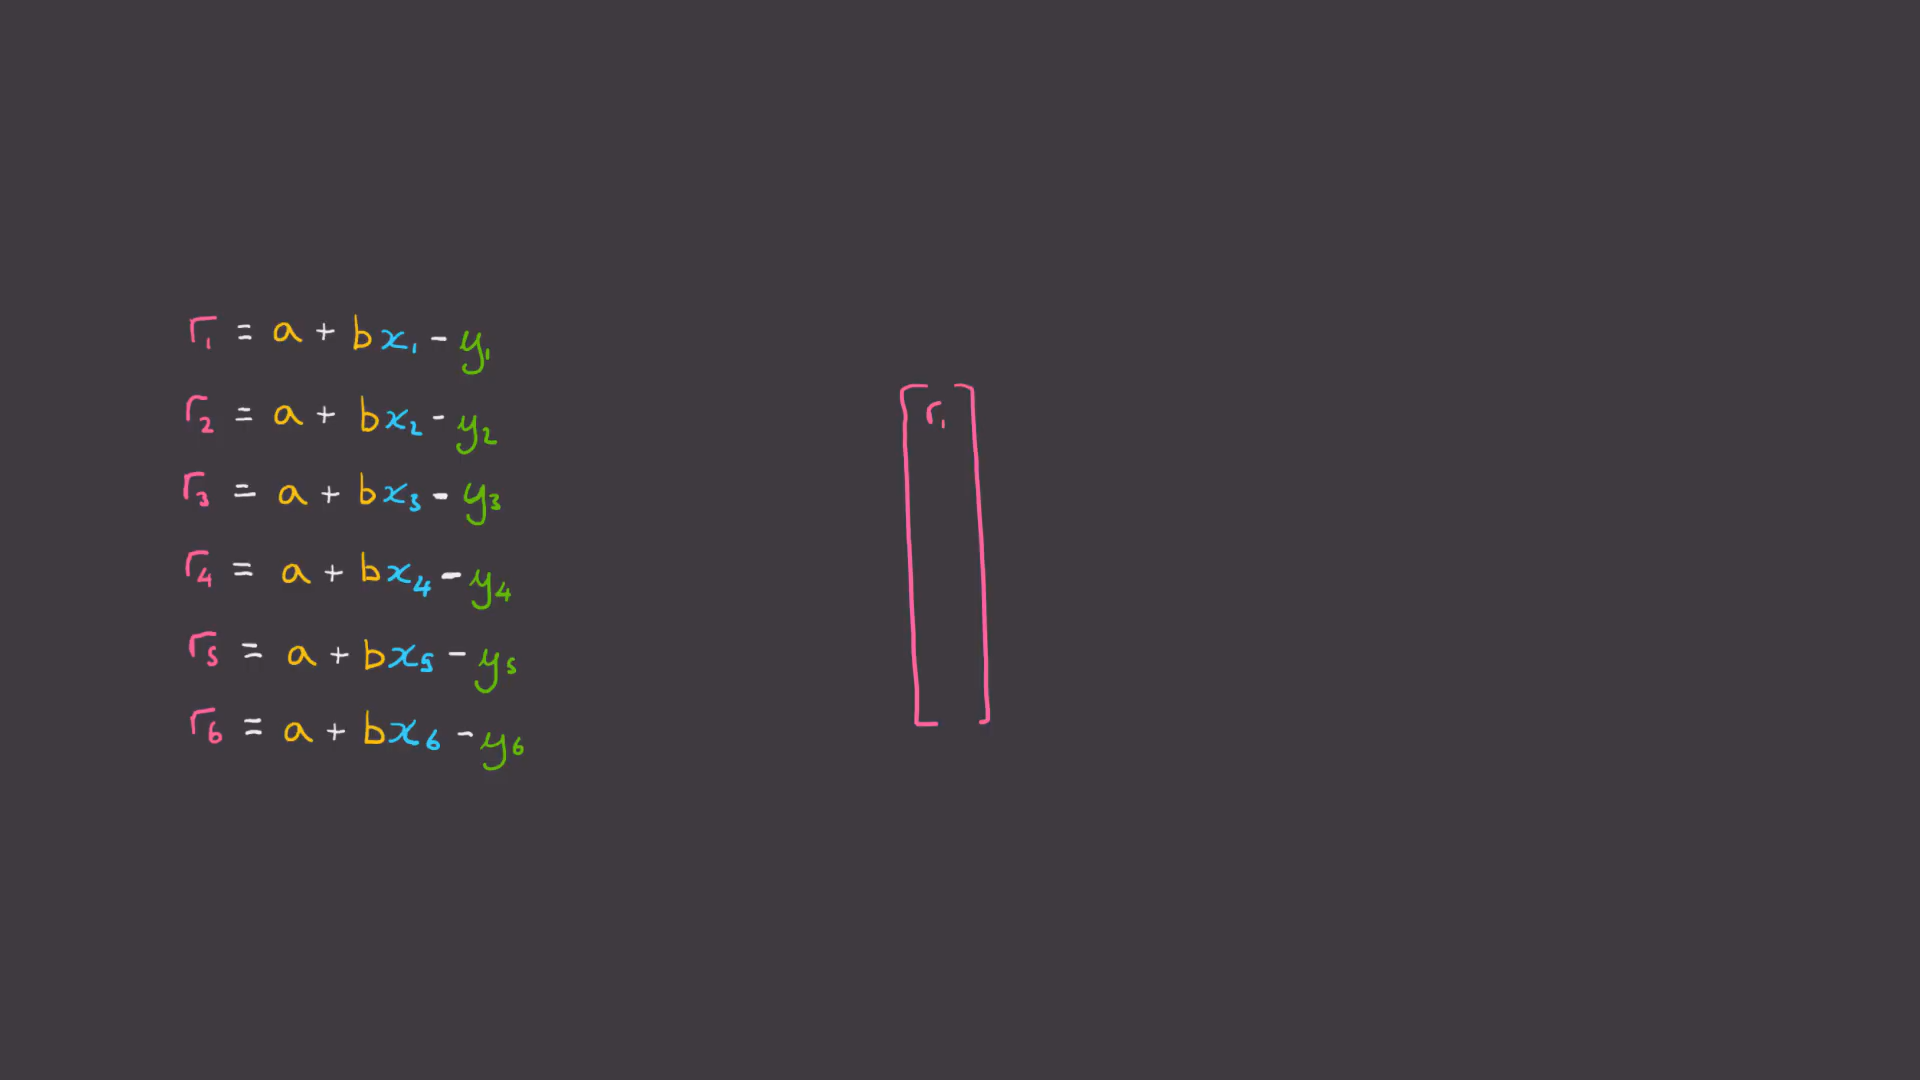 r₁ = a + bx₁ - y₁
r₂ = a + bx₂ - y₂
r₃ = a + bx₃ - y₃
r₄ = a + bx₄ - y₄
r₅ = a + bx₅ - y₅
r₆ = a + bx₆ - y₆
[r₁]